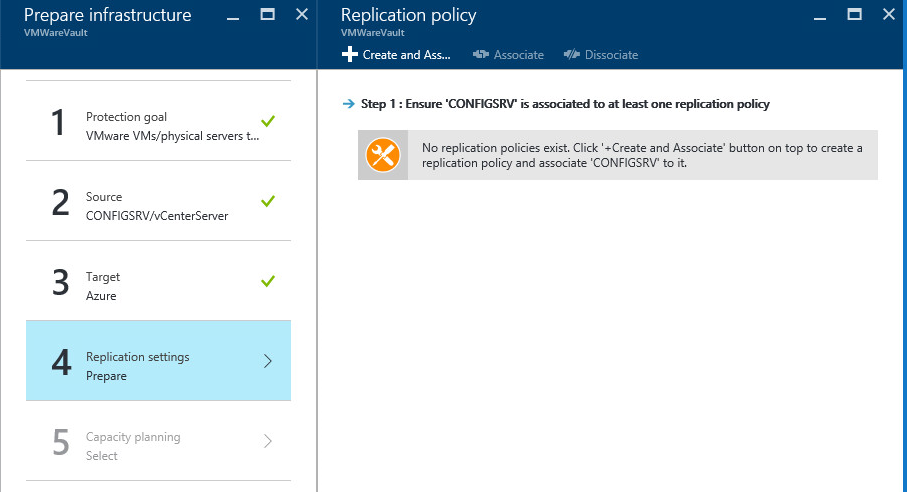 Prepare infrastructure
VMWareVault
1
Protection goal
VMware VMs/physical servers t...
2
Source
CONFIGSRV/vCenterServer
3
Target
Azure
4
Replication settings
Prepare
5
Capacity planning
Select
Replication policy
VMWareVault
Create and Ass...
Associate
Dissociate
Step 1 : Ensure 'CONFIGSRV' is associated to at least one replication policy
No replication policies exist. Click '+Create and Associate' button on top to create a
replication policy and associate 'CONFIGSRV' to it.